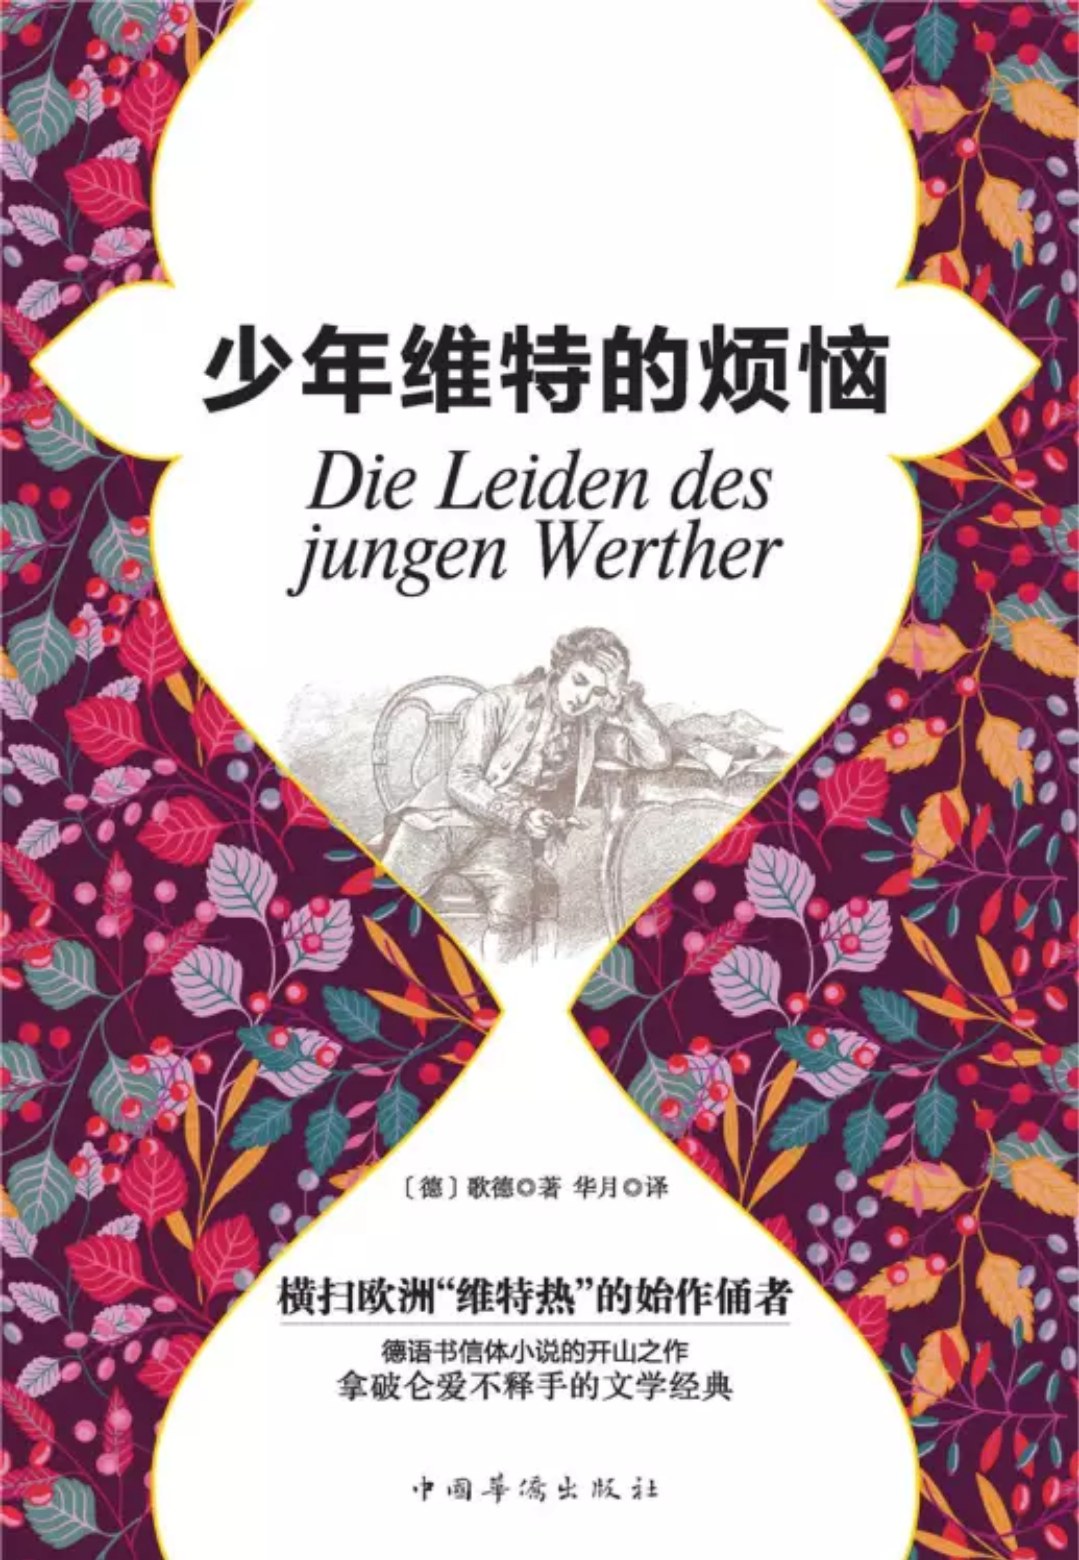 少年维特的烦恼
Die Leiden des
jungen Werther
〔德〕歌德◎著 华月◎译
横扫欧洲“维特热”的始作俑者
德语书信体小说的开山之作
拿破仑爱不释手的文学经典
中国華僑出版社